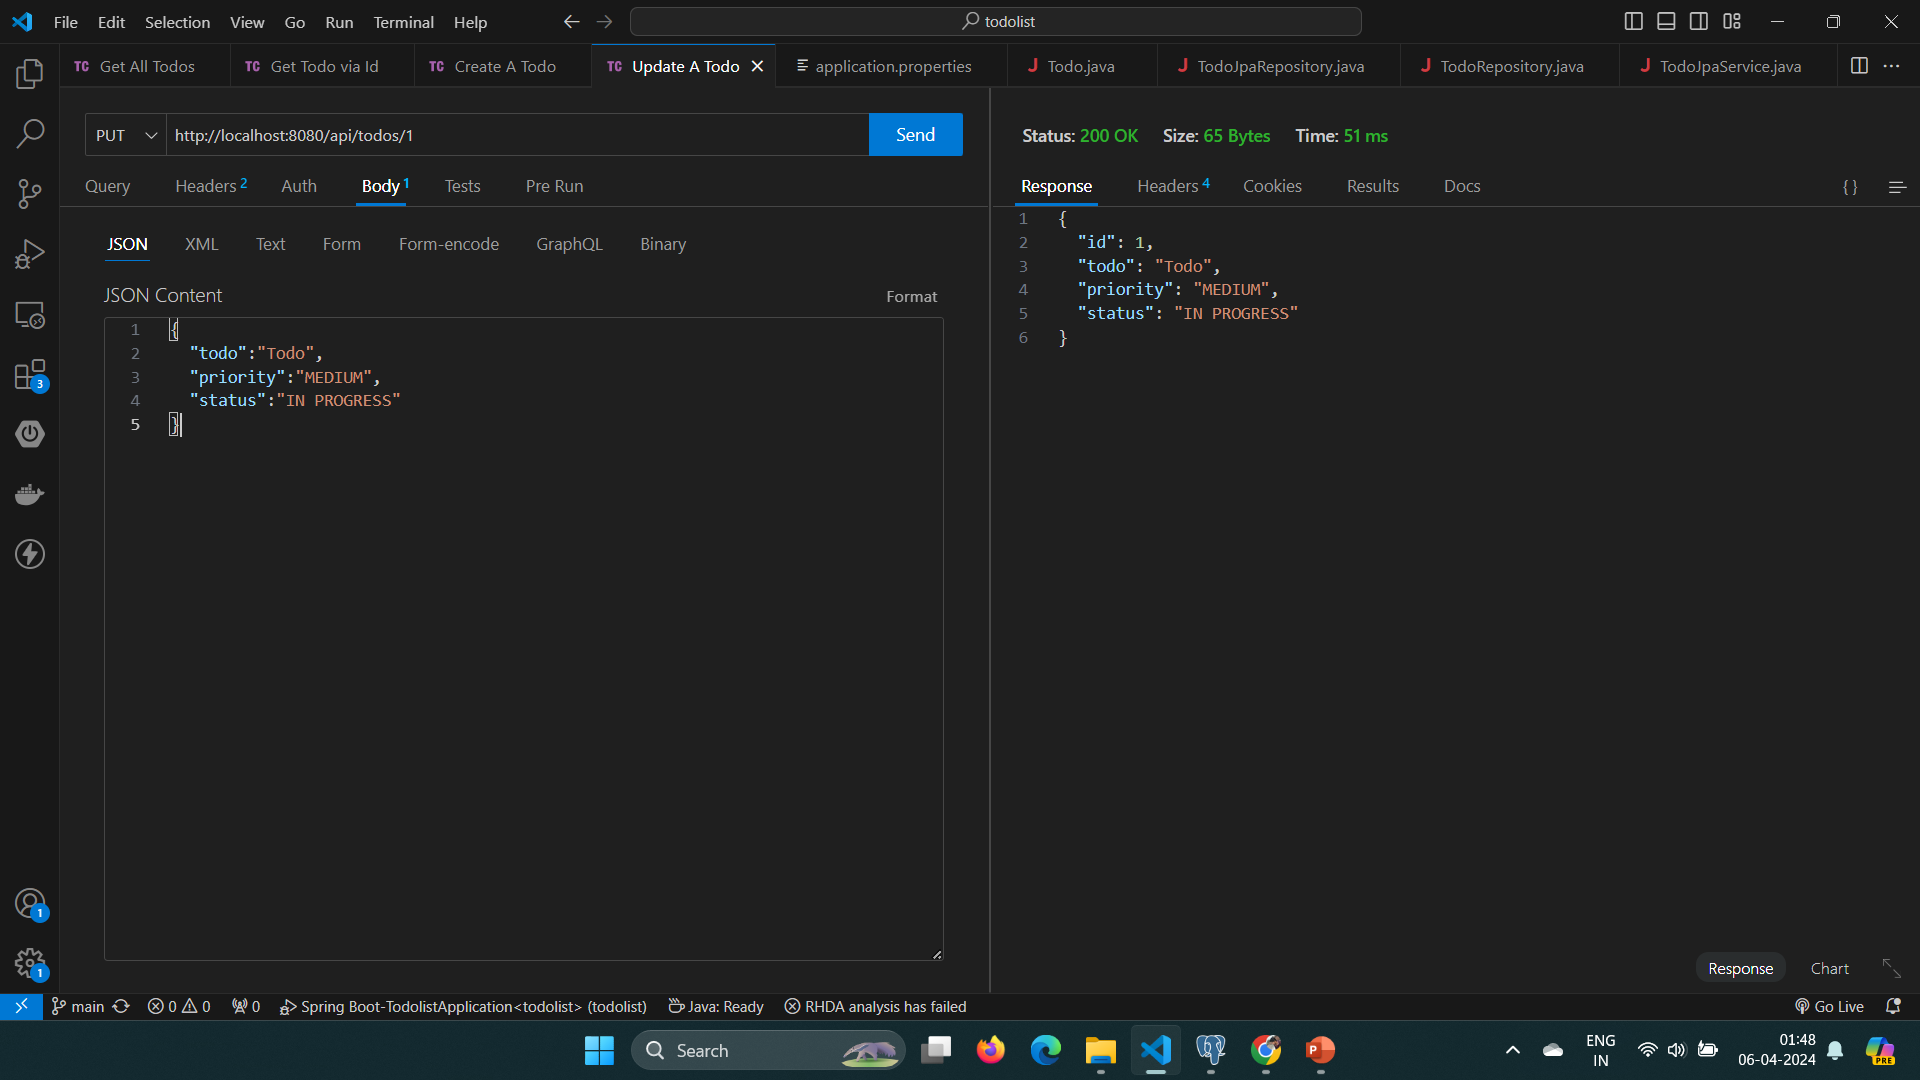 File Edit Selection View Go Run Terminal Help todolist
TC Get All Todos TC Get Todo via Id TC Create A Todo TC Update A Todo application.properties J Todo.java J TodoJpaRepository.java J TodoRepository.java J TodoJpaService.java
PUT http://localhost:8080/api/todos/1 Send
Status: 200 OK Size: 65 Bytes Time: 51 ms
Query Headers 2 Auth Body 1 Tests Pre Run
Response Headers 4 Cookies Results Docs { }
JSON XML Text Form Form-encode GraphQL Binary
JSON Content Format
1 {
2 "todo":"Todo",
3 "priority":"MEDIUM",
4 "status":"IN PROGRESS"
5 }
1 {
2 "id": 1,
3 "todo": "Todo",
4 "priority": "MEDIUM",
5 "status": "IN PROGRESS"
6 }
3
1
1
Response Chart
main 0 0 0 Spring Boot-TodolistApplication<todolist> (todolist) Java: Ready RHDA analysis has failed Go Live
Search P ENG
IN
01:48
06-04-2024
PRE